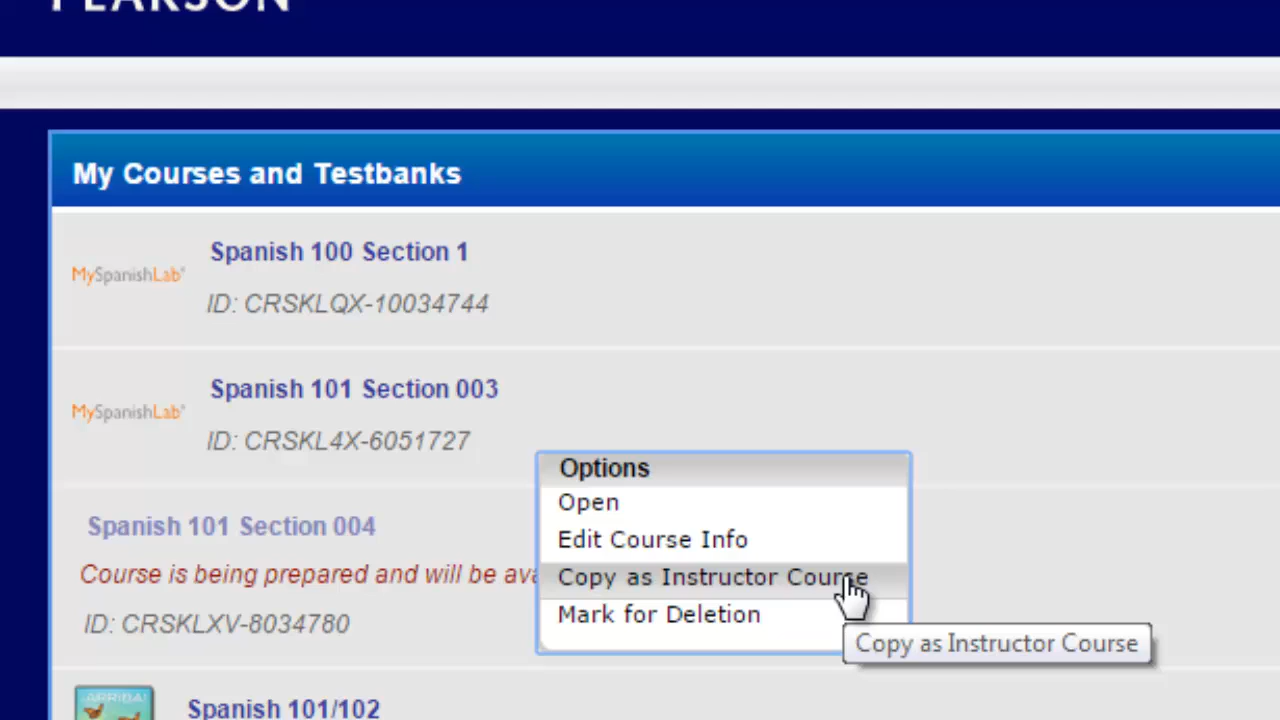 PEARSON
My Courses and Testbanks
Spanish 100 Section 1
MySpanishLab®
ID: CRSKLQX-10034744
Spanish 101 Section 003
MySpanishLab®
ID: CRSKL4X-6051727
Options
Open
Spanish 101 Section 004
Edit Course Info
Course is being prepared and will be
Copy as Instructor Course
Mark for Deletion
ID: CRSKLXV-8034780
Copy as Instructor Course
¡ARRIBA!
Spanish 101/102